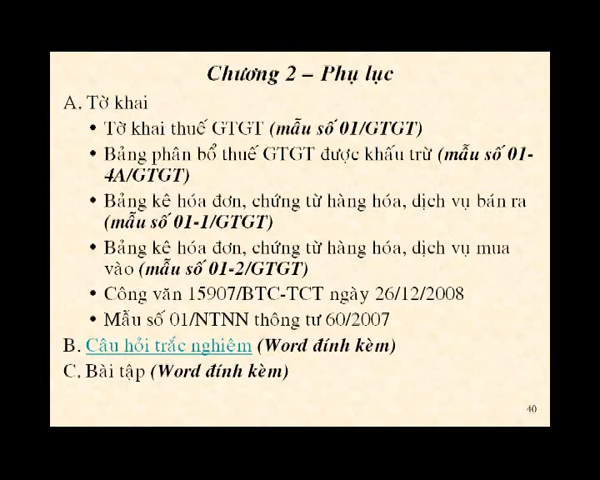 Chương 2 – Phụ lục
A. Tờ khai
• Tờ khai thuế GTGT (mẫu số 01/GTGT)
• Bảng phân bổ thuế GTGT được khấu trừ (mẫu số 01-
4A/GTGT)
• Bảng kê hóa đơn, chứng từ hàng hóa, dịch vụ bán ra
(mẫu số 01-1/GTGT)
• Bảng kê hóa đơn, chứng từ hàng hóa, dịch vụ mua
vào (mẫu số 01-2/GTGT)
• Công văn 15907/BTC-TCT ngày 26/12/2008
• Mẫu số 01/NTNN thông tư 60/2007
B. Câu hỏi trắc nghiệm (Word đính kèm)
C. Bài tập (Word đính kèm)
40